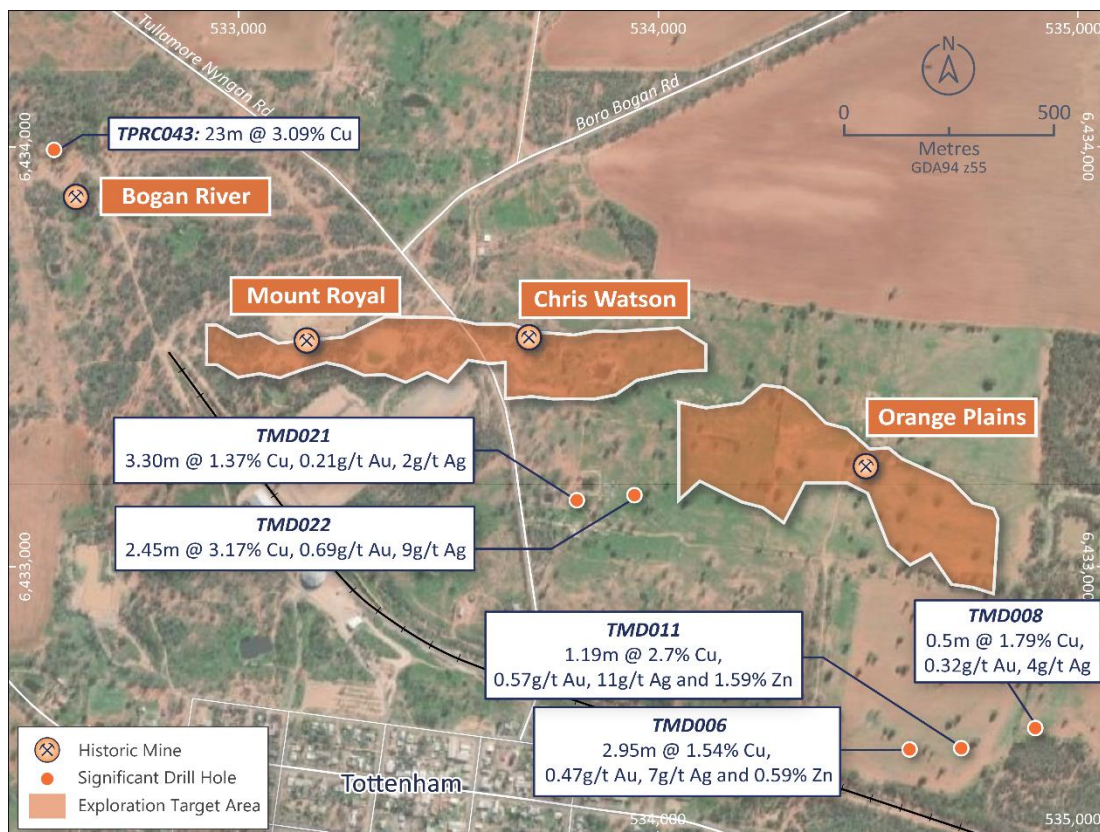 533,000
534,000
535,000
Tullamore Nyngan Rd
Boro Bogan Rd
N
0
500
Metres
GDA94 z55
6,434,000
6,434,000
TPRC043: 23m @ 3.09% Cu
Bogan River
Mount Royal
Chris Watson
Orange Plains
TMD021
3.30m @ 1.37% Cu, 0.21g/t Au, 2g/t Ag
TMD022
2.45m @ 3.17% Cu, 0.69g/t Au, 9g/t Ag
6,433,000
6,433,000
TMD011
1.19m @ 2.7% Cu,
0.57g/t Au, 11g/t Ag and 1.59% Zn
TMD008
0.5m @ 1.79% Cu,
0.32g/t Au, 4g/t Ag
TMD006
2.95m @ 1.54% Cu,
0.47g/t Au, 7g/t Ag and 0.59% Zn
Historic Mine
Significant Drill Hole
Exploration Target Area
Tottenham
534,000
535,000